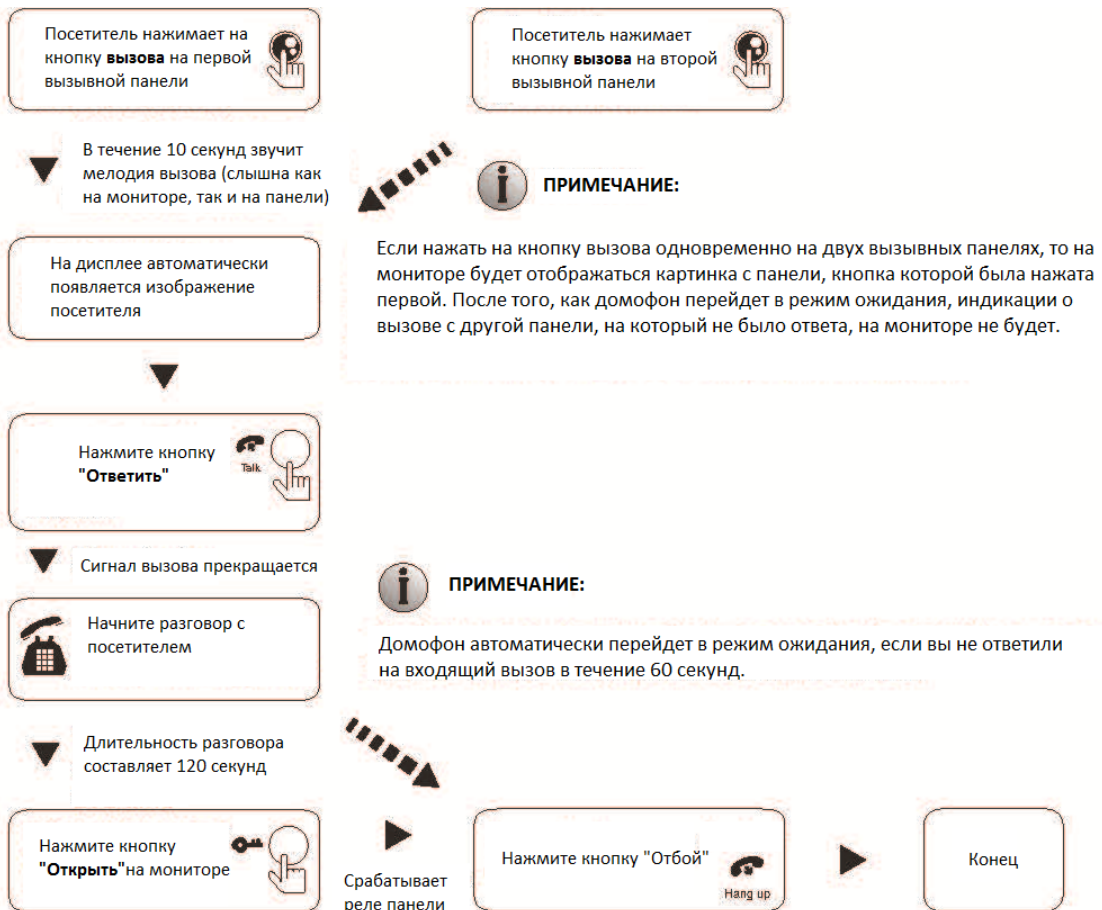 Посетитель нажимает на
кнопку вызова на первой
вызывной панели
Посетитель нажимает
кнопку вызова на второй
вызывной панели
В течение 10 секунд звучит
мелодия вызова (слышна как
на мониторе, так и на панели)
ПРИМЕЧАНИЕ:
Если нажать на кнопку вызова одновременно на двух вызывных панелях, то на
мониторе будет отображаться картинка с панели, кнопка которой была нажата
первой. После того, как домофон перейдет в режим ожидания, индикации о
вызове с другой панели, на который не было ответа, на мониторе не будет.
На дисплее автоматически
появляется изображение
посетителя
Нажмите кнопку
"Ответить"
Talk
Сигнал вызова прекращается
ПРИМЕЧАНИЕ:
Домофон автоматически перейдет в режим ожидания, если вы не ответили
на входящий вызов в течение 60 секунд.
Начните разговор с
посетителем
Длительность разговора
составляет 120 секунд
Нажмите кнопку
"Открыть"на мониторе
Срабатывает
реле панели
Нажмите кнопку "Отбой"
Hang up
Конец